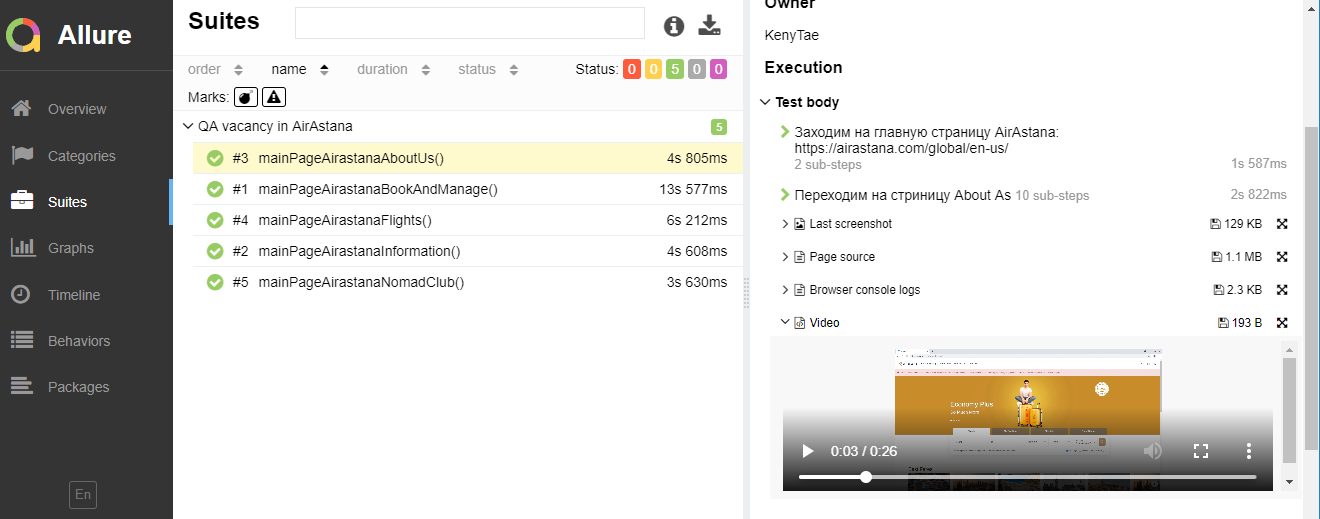 Allure
Overview
Categories
Suites
Graphs
Timeline
Behaviors
Packages
En
Suites
order name duration status Status: 0 0 5 0 0
Marks:
QA vacancy in AirAstana 5
#3 mainPageAirastanaAboutUs() 4s 805ms
#1 mainPageAirastanaBookAndManage() 13s 577ms
#4 mainPageAirastanaFlights() 6s 212ms
#2 mainPageAirastanaInformation() 4s 608ms
#5 mainPageAirastanaNomadClub() 3s 630ms
Owner
KenyTae
Execution
Test body
Заходим на главную страницу AirAstana:
https://airastana.com/global/en-us/
2 sub-steps 1s 587ms
Переходим на стриницу About As 10 sub-steps 2s 822ms
Last screenshot 129 KB
Page source 1.1 MB
Browser console logs 2.3 KB
Video 193 B
Economy Plus
0:03 / 0:26